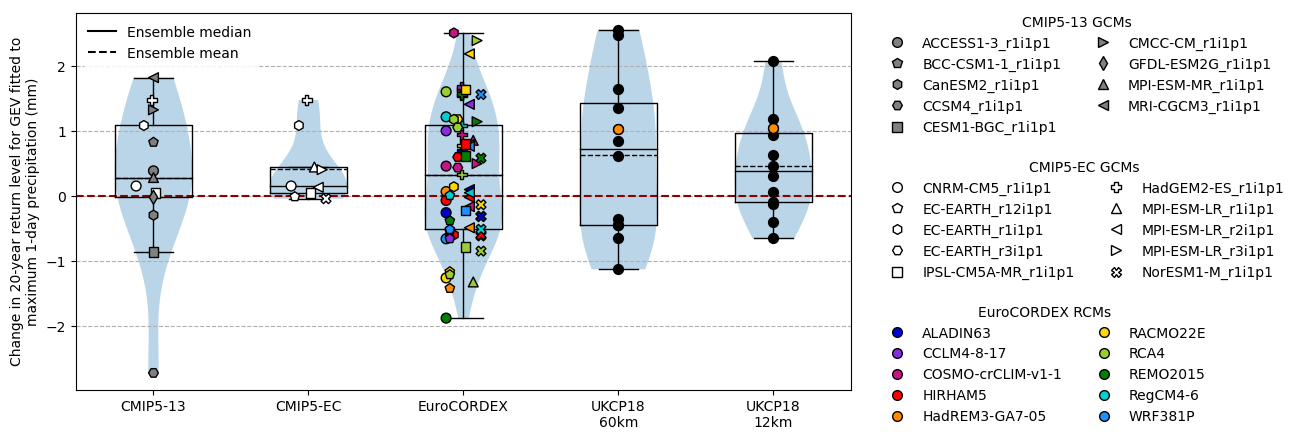 Change in 20-year return level for GEV fitted to
maximum 1-day precipitation (mm)
Ensemble median
Ensemble mean
2
1
0
−1
−2
CMIP5-13
CMIP5-EC
EuroCORDEX
UKCP18
60km
UKCP18
12km
CMIP5-13 GCMs
ACCESS1-3_r1i1p1
BCC-CSM1-1_r1i1p1
CanESM2_r1i1p1
CCSM4_r1i1p1
CESM1-BGC_r1i1p1
CMCC-CM_r1i1p1
GFDL-ESM2G_r1i1p1
MPI-ESM-MR_r1i1p1
MRI-CGCM3_r1i1p1
CMIP5-EC GCMs
CNRM-CM5_r1i1p1
EC-EARTH_r12i1p1
EC-EARTH_r1i1p1
EC-EARTH_r3i1p1
IPSL-CM5A-MR_r1i1p1
HadGEM2-ES_r1i1p1
MPI-ESM-LR_r1i1p1
MPI-ESM-LR_r2i1p1
MPI-ESM-LR_r3i1p1
NorESM1-M_r1i1p1
EuroCORDEX RCMs
ALADIN63
CCLM4-8-17
COSMO-crCLIM-v1-1
HIRHAM5
HadREM3-GA7-05
RACMO22E
RCA4
REMO2015
RegCM4-6
WRF381P